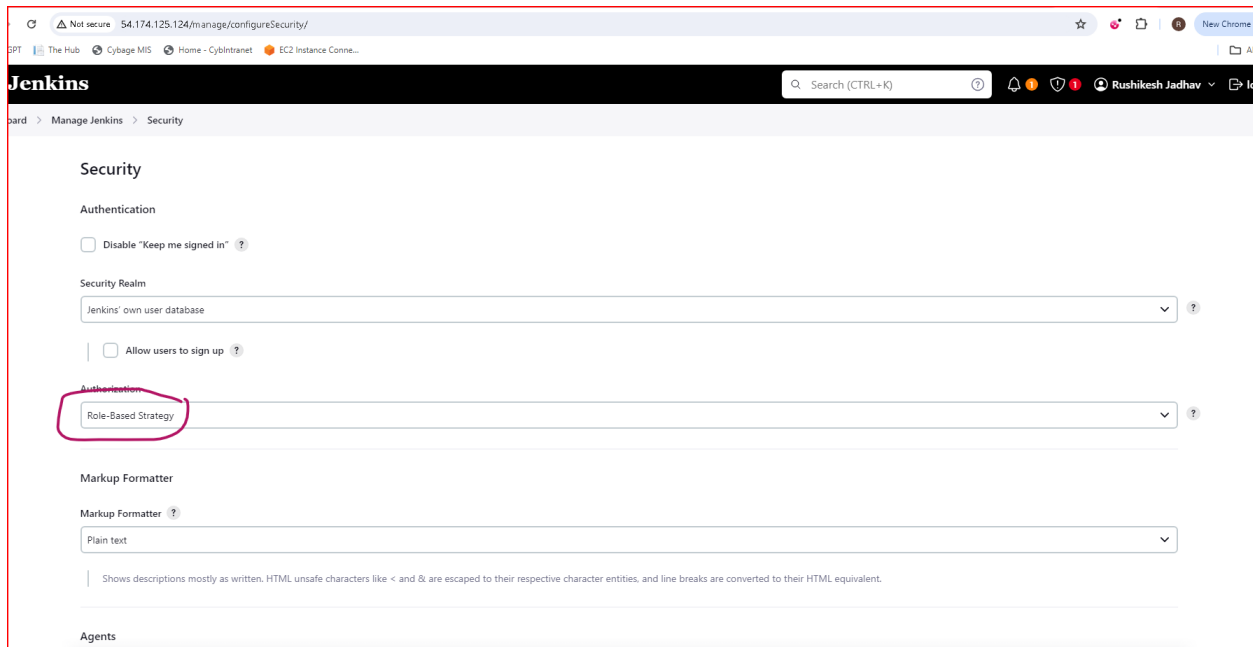 Not secure 54.174.125.124/manage/configureSecurity/ R New Chrome
GPT The Hub Cybage MIS Home - CybIntranet EC2 Instance Conne...
Jenkins Search (CTRL+K) ? 1 1 Rushikesh Jadhav
Manage Jenkins > Security
Security
Authentication
Disable "Keep me signed in" ?
Security Realm
Jenkins' own user database ?
Allow users to sign up ?
Authorization
Role-Based Strategy ?
Markup Formatter
Markup Formatter ?
Plain text
Shows descriptions mostly as written. HTML unsafe characters like < and & are escaped to their respective character entities, and line breaks are converted to their HTML equivalent.
Agents